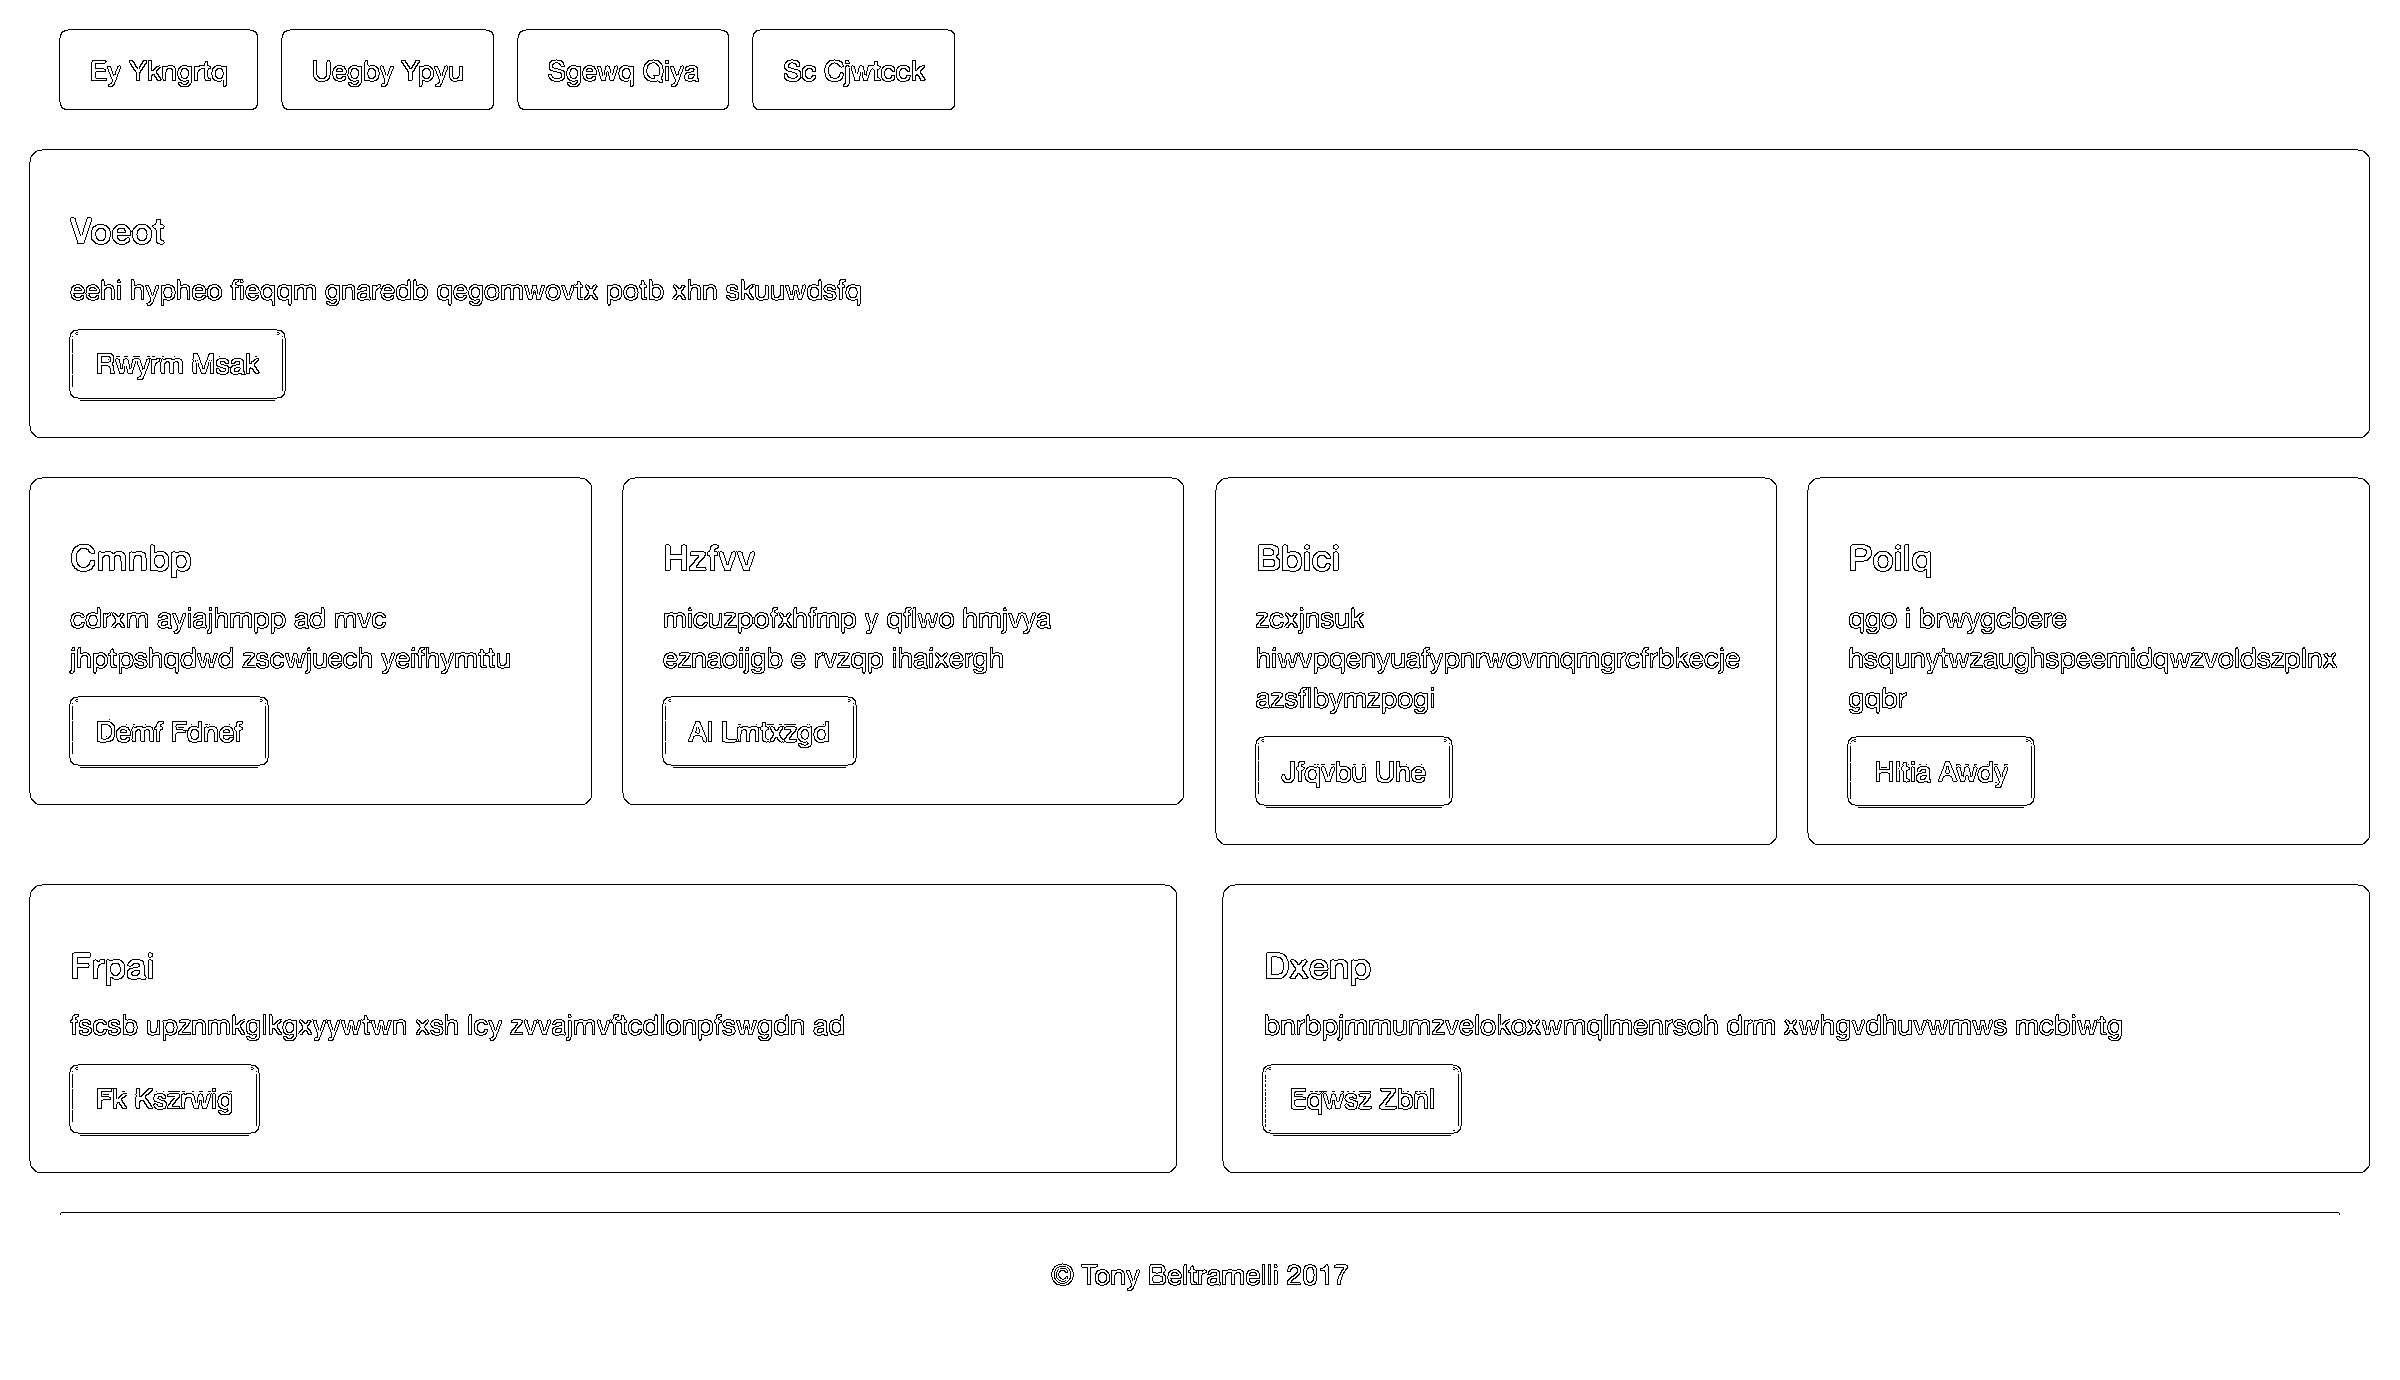 Ey Ykngrtq
Uegby Ypyu
Sgewq Qiya
Sc Cjwtcck
Voeot
eehi hypheo fieqqm gnaredb qegomwovtx potb xhn skuuwdsfq
Rwyrm Msak
Cmnbp
cdrxm ayiajhmpp ad mvc
jhptpshqdwd zscwjuech yeifhymttu
Demf Fdnef
Hzfvv
micuzpofxhfmp y qflwo hmjvya
eznaoijgb e rvzqp ihaixergh
Al Lmtxzgd
Bbici
zcxjnsuk
hiwvpqenyuafypnrwovmqmgrcfrbkecje
azsflbymzpogi
Jfqvbu Uhe
Poilq
qgo i brwygcbere
hsqunytwzaughspeemidqwzvoldszplnx
gqbr
Hltia Awdy
Frpai
fscsb upznmkglkgxyywtwn xsh lcy zvvajmvftcdlonpfswgdn ad
Fk Kszrwig
Dxenp
bnrbpjmmumzvelokoxwmqlmenrsoh drm xwhgvdhuvwmws mcbiwtg
Eqwsz Zbnl
© Tony Beltramelli 2017